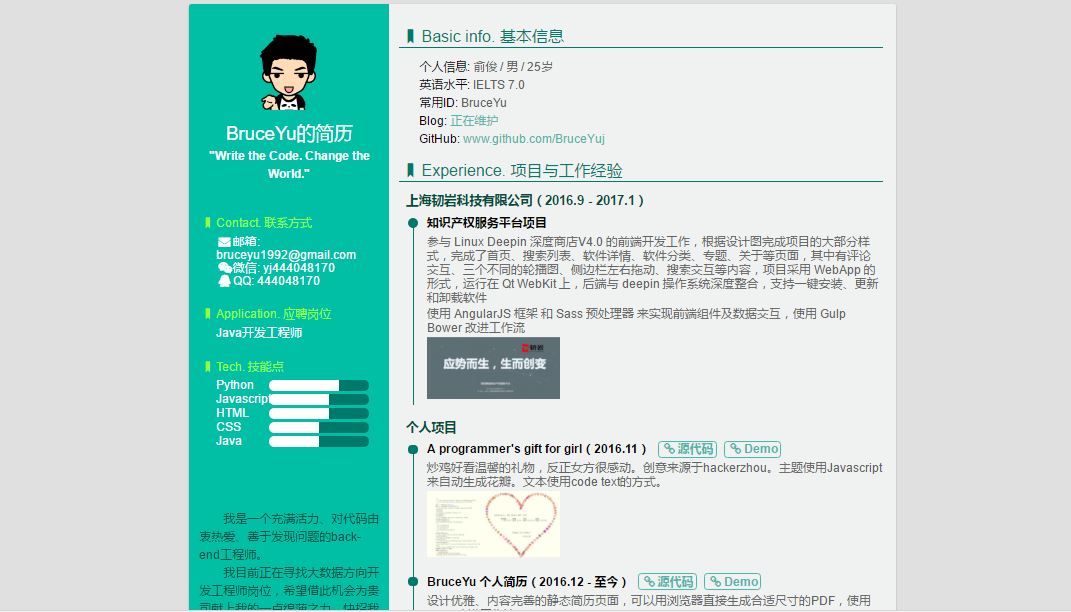 BruceYu的简历
"Write the Code. Change the
World."
Contact. 联系方式
邮箱:
bruceyu1992@gmail.com
微信: yj444048170
QQ: 444048170
Application. 应聘岗位
Java开发工程师
Tech. 技能点
Python
Javascript
HTML
CSS
Java
我是一个充满活力、对代码由
衷热爱、善于发现问题的back-
end工程师。
我目前正在寻找大数据方向开
发工程师岗位，希望借此机会为贵
Basic info. 基本信息
个人信息: 俞俊 / 男 / 25岁
英语水平: IELTS 7.0
常用ID: BruceYu
Blog: 正在维护
GitHub: www.github.com/BruceYuj
Experience. 项目与工作经验
上海韧岩科技有限公司 ( 2016.9 - 2017.1 )
知识产权服务平台项目
参与 Linux Deepin 深度商店V4.0 的前端开发工作，根据设计图完成项目的大部分样
式，完成了首页、搜索列表、软件详情、软件分类、专题、关于等页面，其中有评论
交互、三个不同的轮播图、侧边栏左右拖动、搜索交互等内容，项目采用 WebApp 的
形式，运行在 Qt WebKit 上，后端与 deepin 操作系统深度整合，支持一键安装、更新
和卸载软件
使用 AngularJS 框架 和 Sass 预处理器 来实现前端组件及数据交互，使用 Gulp
Bower 改进工作流
应势而生，生而创变
个人项目
A programmer's gift for girl ( 2016.11 ) 源代码 Demo
炒鸡好看温馨的礼物，反正女方很感动。创意来源于hackerzhou。主题使用Javascript
来自动生成花瓣。文本使用code text的方式。
BruceYu 个人简历 ( 2016.12 - 至今 ) 源代码 Demo
设计优雅、内容完善的静态简历页面，可以用浏览器直接生成合适尺寸的PDF，使用